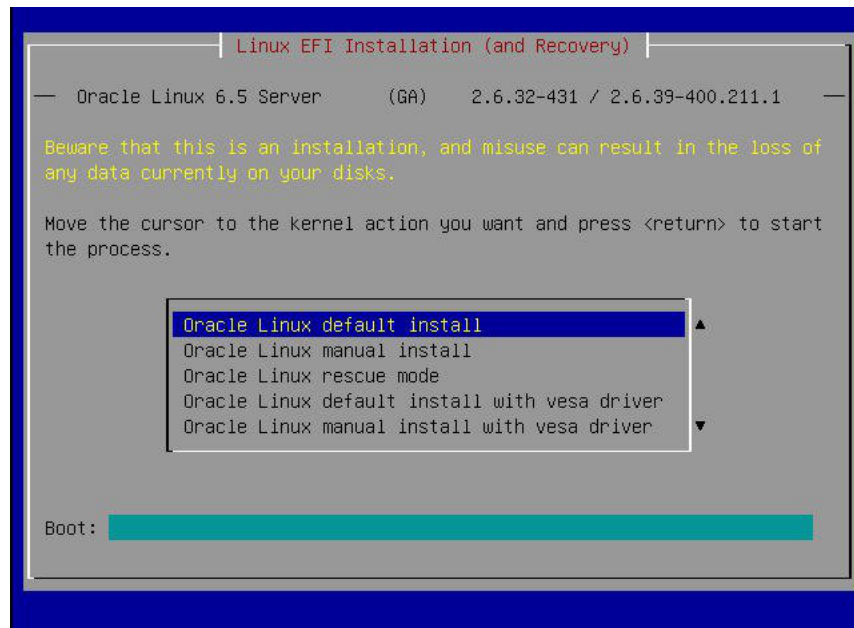 Linux EFI Installation (and Recovery)
Oracle Linux 6.5 Server (GA) 2.6.32-431 / 2.6.39-400.211.1
Beware that this is an installation, and misuse can result in the loss of
any data currently on your disks.
Move the cursor to the kernel action you want and press <return> to start
the process.
Oracle Linux default install
Oracle Linux manual install
Oracle Linux rescue mode
Oracle Linux default install with vesa driver
Oracle Linux manual install with vesa driver
Boot: